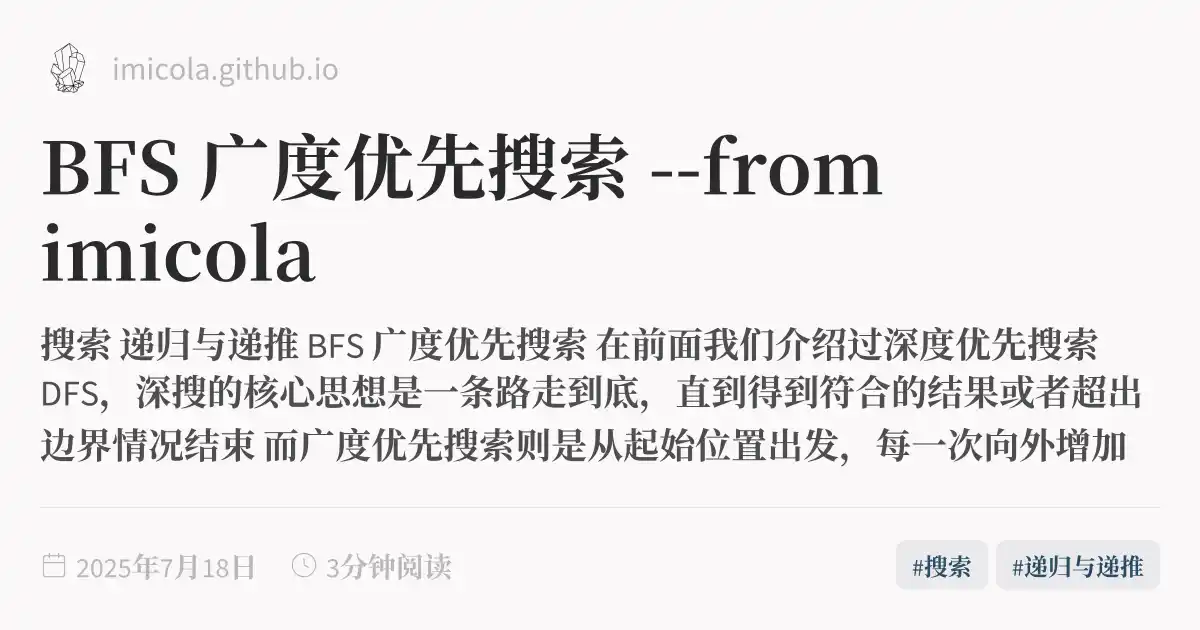 imicola.github.io
BFS 广度优先搜索 --from
imicola
搜索 递归与递推 BFS 广度优先搜索 在前面我们介绍过深度优先搜索
DFS，深搜的核心思想是一条路走到底，直到得到符合的结果或者超出
边界情况结束 而广度优先搜索则是从起始位置出发，每一次向外增加
2025年7月18日 3分钟阅读 #搜索 #递归与递推